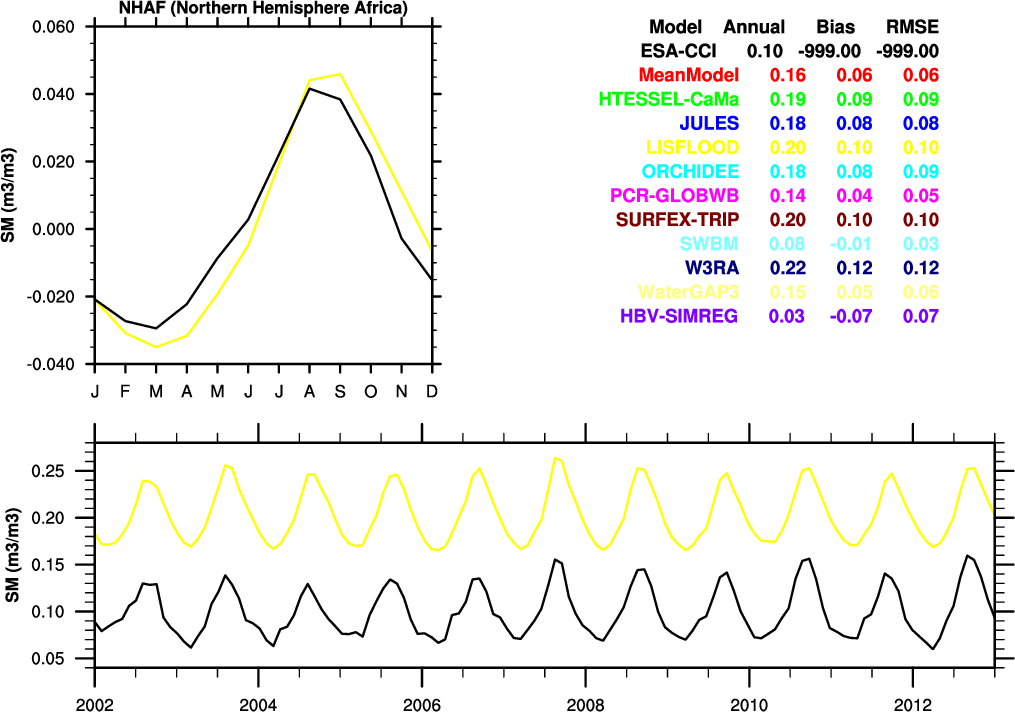 NHAF (Northern Hemisphere Africa)
0.060
0.040
0.020
0.000
-0.020
-0.040
SM (m3/m3)
J F M A M J J A S O N D
Model Annual Bias RMSE
ESA-CCI 0.10 -999.00 -999.00
MeanModel 0.16 0.06 0.06
HTESSEL-CaMa 0.19 0.09 0.09
JULES 0.18 0.08 0.08
LISFLOOD 0.20 0.10 0.10
ORCHIDEE 0.18 0.08 0.09
PCR-GLOBWB 0.14 0.04 0.05
SURFEX-TRIP 0.20 0.10 0.10
SWBM 0.08 -0.01 0.03
W3RA 0.22 0.12 0.12
WaterGAP3 0.15 0.05 0.06
HBV-SIMREG 0.03 -0.07 0.07
0.25
0.20
0.15
0.10
0.05
SM (m3/m3)
2002 2004 2006 2008 2010 2012